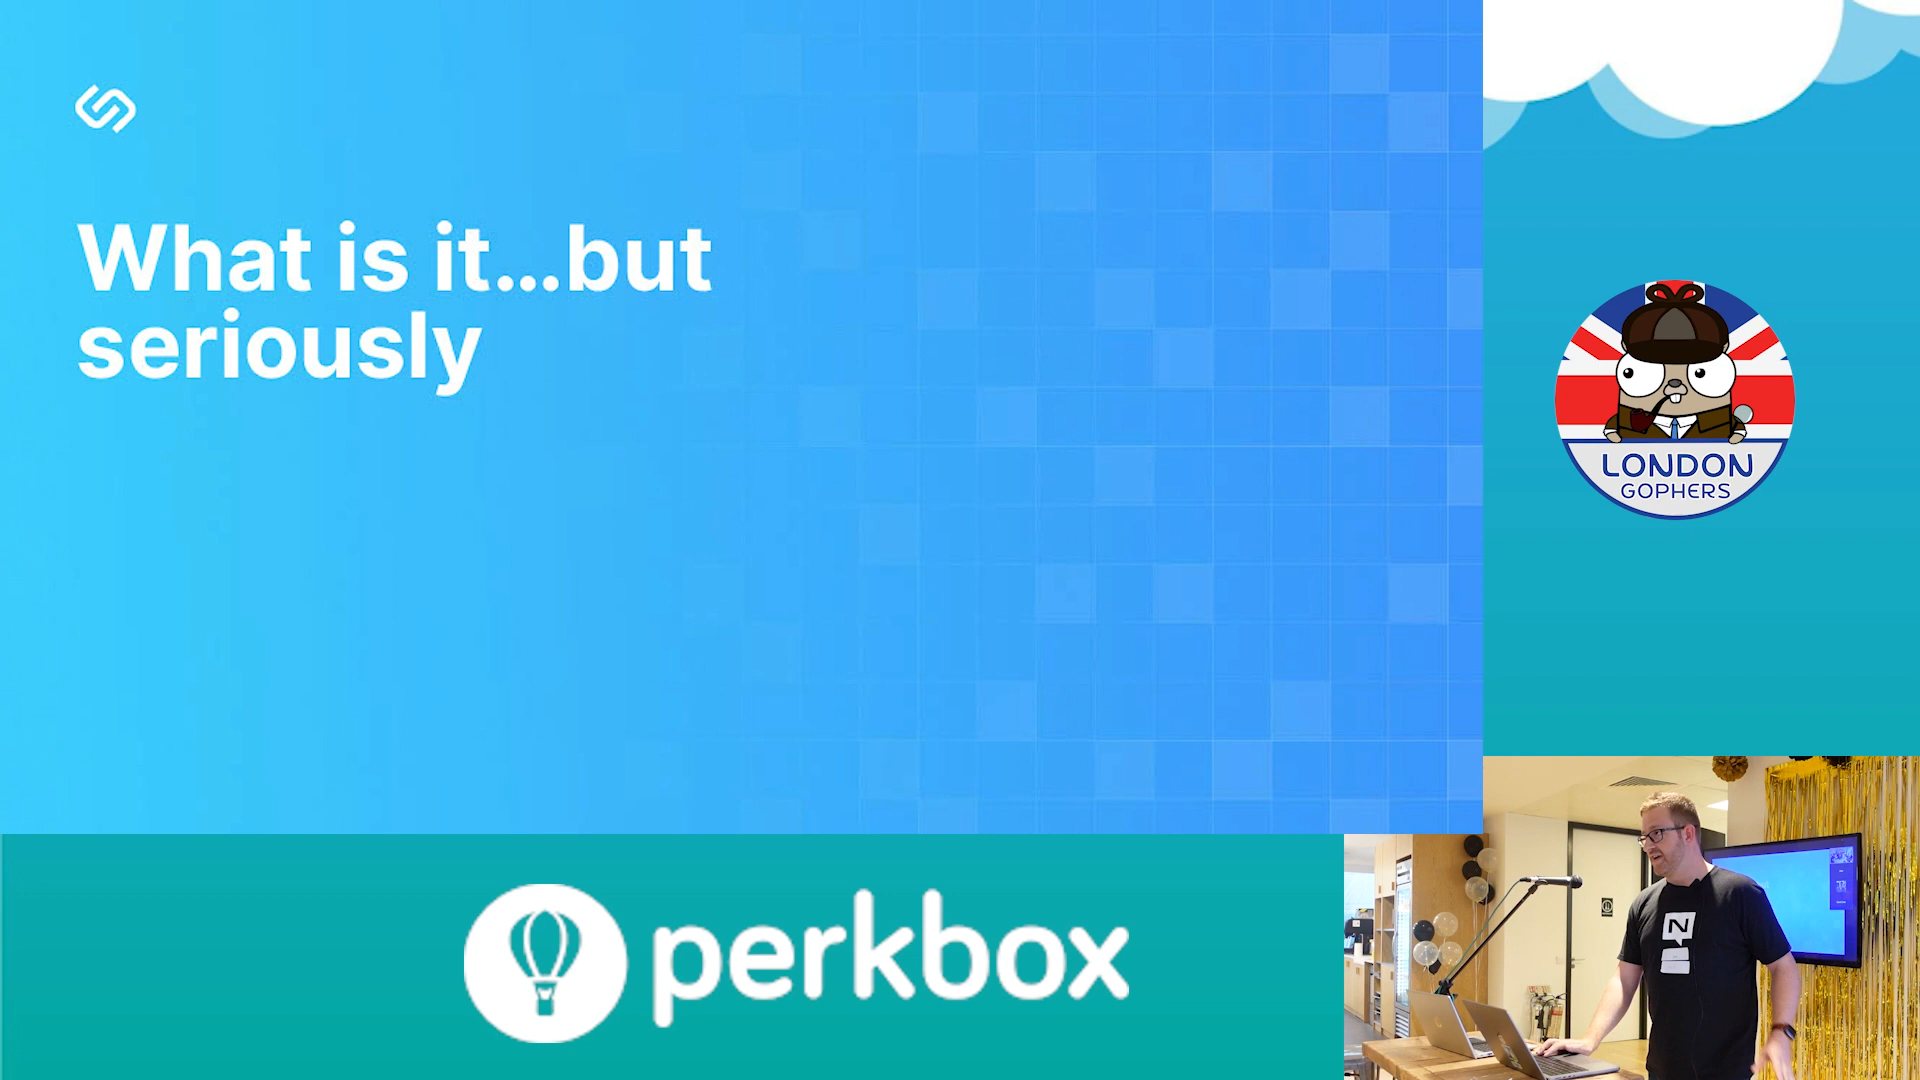 What is it...but
seriously
LONDON
GOPHERS
perkbox
N